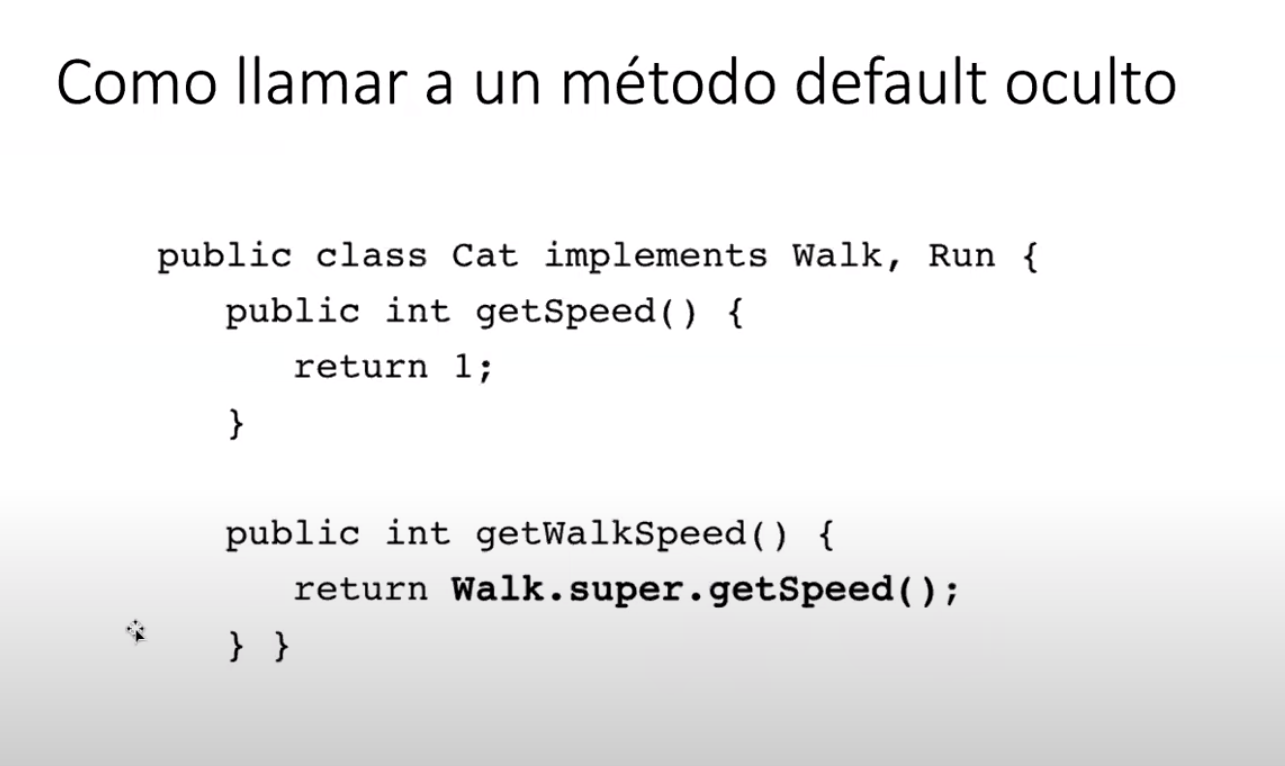 Como llamar a un método default oculto
public class Cat implements Walk, Run {
public int getSpeed() {
return 1;
}
public int getWalkSpeed() {
return Walk.super.getSpeed();
} }